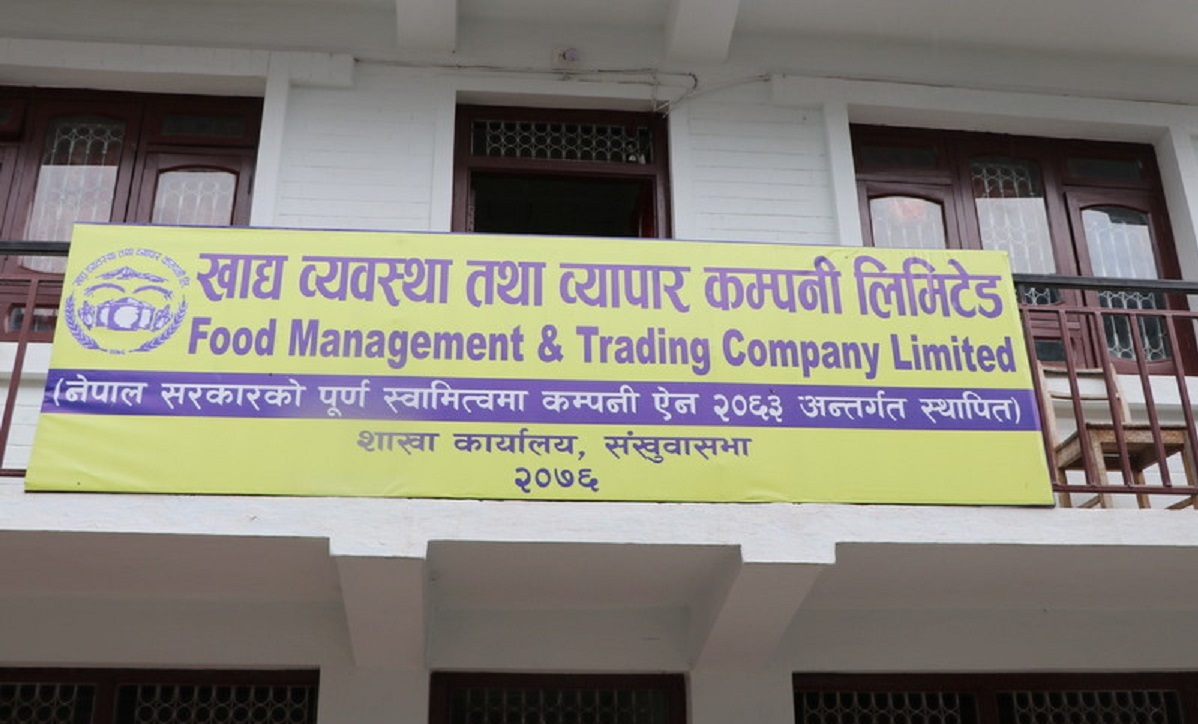 खाद्य व्यवस्था तथा व्यापार कम्पनी लिमिटेड
Food Management & Trading Company Limited
(नेपाल सरकारको पूर्ण स्वामित्वमा कम्पनी ऐन २०६३ अन्तर्गत स्थापित)
शाखा कार्यालय, संखुवासभा
२०७६